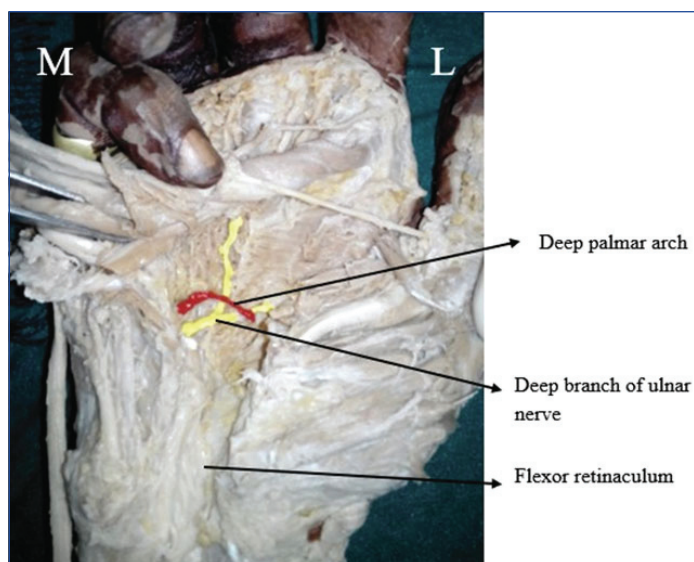 M
L
Deep palmar arch
Deep branch of ulnar
nerve
Flexor retinaculum